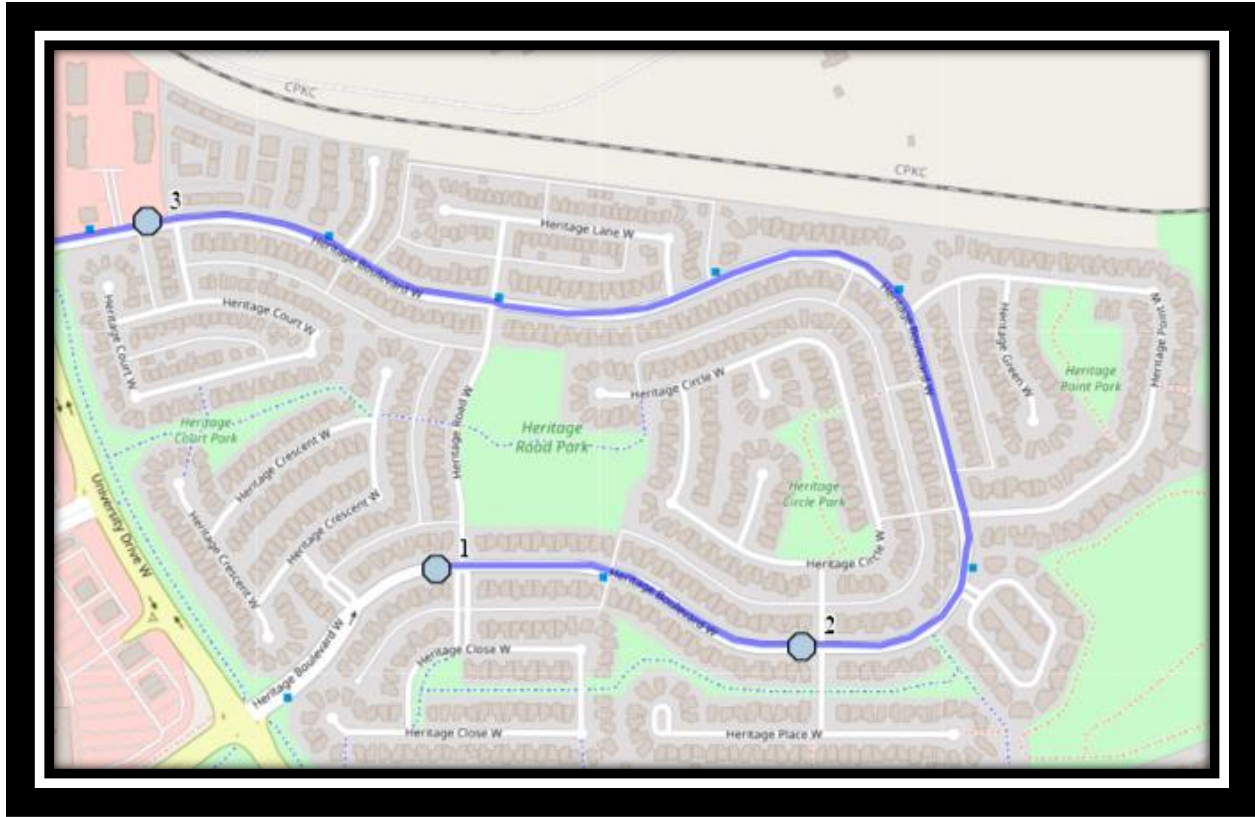 CPKC
CPKC
3
Heritage Lane W
Heritage Boulevard W
Heritage Court W
Heritage Court W
Heritage Boulevard W
Heritage Green W
Heritage Point W
Heritage
Point Park
Heritage Circle W
Heritage
Court Park
Heritage Road W
Heritage
Road Park
Heritage Crescent W
Heritage
Circle Park
University Drive W
Heritage Crescent W
Heritage Crescent W
1
Heritage Circle W
Heritage Boulevard W
2
Heritage Boulevard W
Heritage Close W
Heritage Close W
Heritage Place W